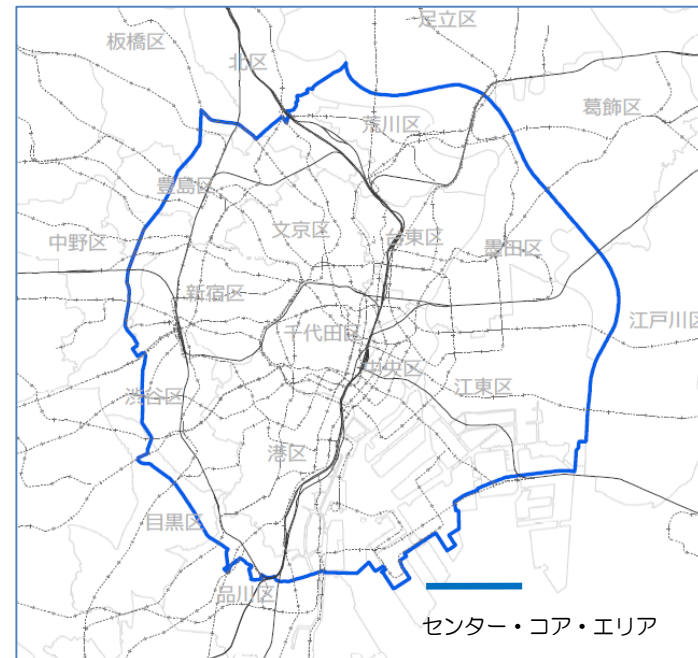 足立区
板橋区
北区
葛飾区
荒川区
豊島区
文京区
台東区
中野区
墨田区
新宿区
江戸川区
千代田区
中央区
江東区
渋谷区
港区
目黒区
品川区
センター・コア・エリア